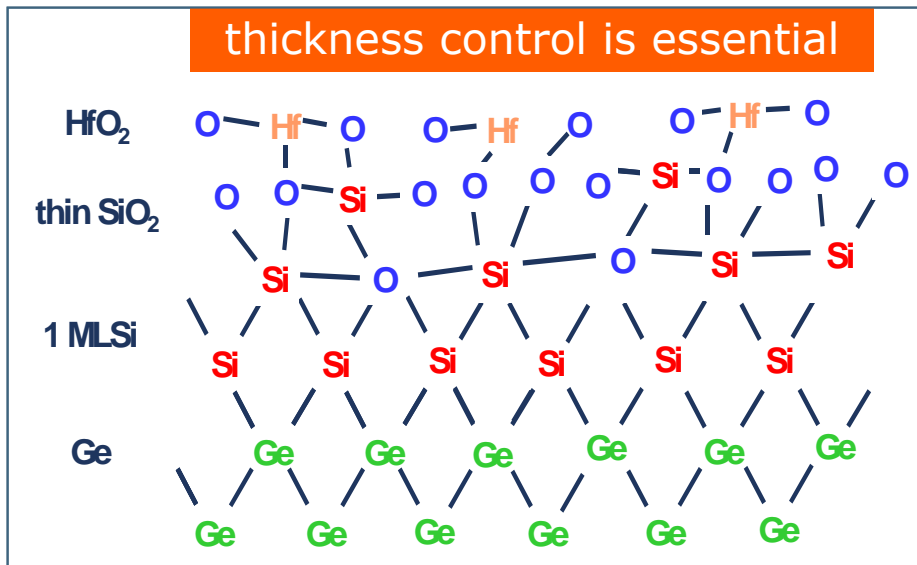 thickness control is essential
HfO₂ O Hf O O Hf O O Hf O
thin SiO₂ O O Si O O O O Si O O O O
Si O Si O Si Si
1 MLSi Si Si Si Si Si Si
Ge Ge Ge Ge Ge Ge Ge
Ge Ge Ge Ge Ge Ge